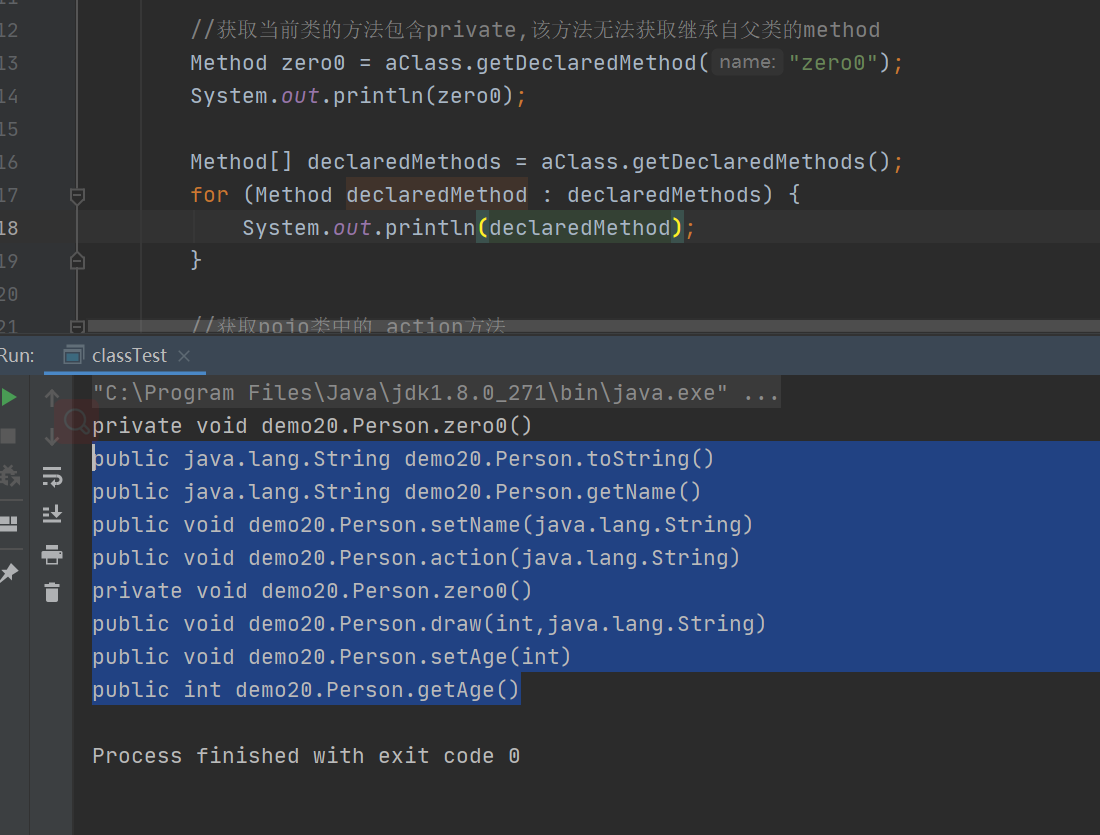 11
12 //获取当前类的方法包含private,该方法无法获取继承自父类的method
13 Method zero0 = aClass.getDeclaredMethod( name: "zero0");
14 System.out.println(zero0);
15
16 Method[] declaredMethods = aClass.getDeclaredMethods();
17 for (Method declaredMethod : declaredMethods) {
18 System.out.println(declaredMethod);
19 }
20
21 //获取pojo类中的 action方法
Run: classTest
"C:\Program Files\Java\jdk1.8.0_271\bin\java.exe" ...
private void demo20.Person.zero0()
public java.lang.String demo20.Person.toString()
public java.lang.String demo20.Person.getName()
public void demo20.Person.setName(java.lang.String)
public void demo20.Person.action(java.lang.String)
private void demo20.Person.zero0()
public void demo20.Person.draw(int,java.lang.String)
public void demo20.Person.setAge(int)
public int demo20.Person.getAge()
Process finished with exit code 0